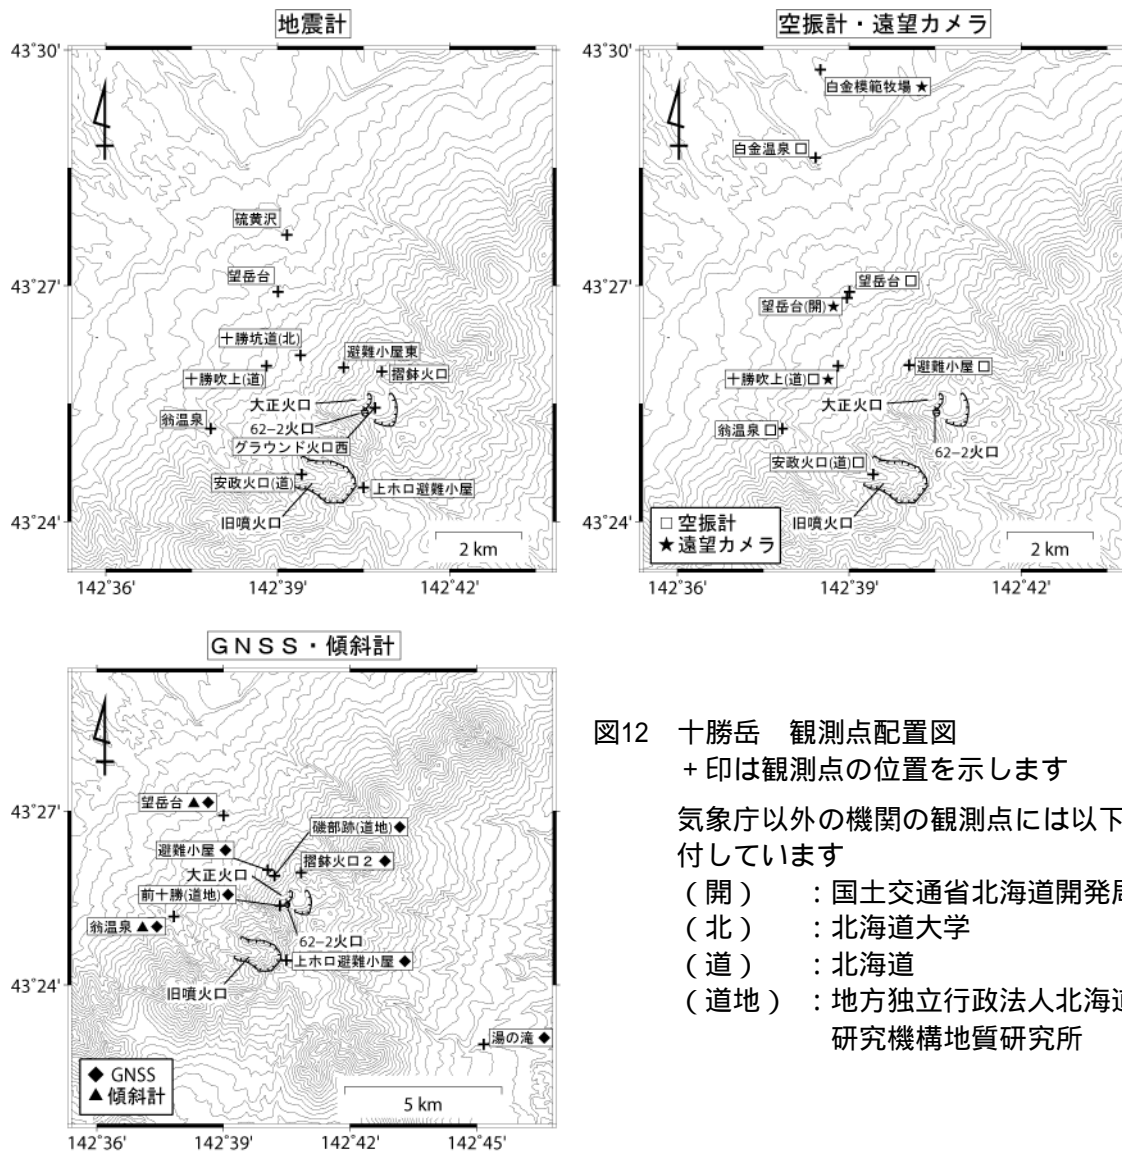 地震計
43°30'
43°27'
43°24'
142°36'
142°39'
142°42'
硫黄沢
望岳台
十勝坑道(北)
避難小屋東
十勝吹上(道)
摺鉢火口
大正火口
翁温泉
62-2火口
グラウンド火口西
安政火口(道)
上ホロ避難小屋
旧噴火口
2 km
空振計・遠望カメラ
43°30'
43°27'
43°24'
142°36'
142°39'
142°42'
白金模範牧場 ★
白金温泉 □
望岳台 □
望岳台(開)★
避難小屋 □
十勝吹上(道)□★
大正火口
翁温泉 □
62-2火口
安政火口(道)□
旧噴火口
□ 空振計
★ 遠望カメラ
2 km
GNSS・傾斜計
43°27'
43°24'
142°36'
142°39'
142°42'
142°45'
望岳台 ▲◆
磯部跡(道地)◆
避難小屋 ◆
摺鉢火口2 ◆
大正火口
前十勝(道地)◆
翁温泉 ▲◆
62-2火口
上ホロ避難小屋 ◆
旧噴火口
湯の滝 ◆
◆ GNSS
▲ 傾斜計
5 km
図12 十勝岳 観測点配置図
+印は観測点の位置を示します
気象庁以外の機関の観測点には以下
付しています
(開) :国土交通省北海道開発局
(北) :北海道大学
(道) :北海道
(道地) :地方独立行政法人北海道
研究機構地質研究所